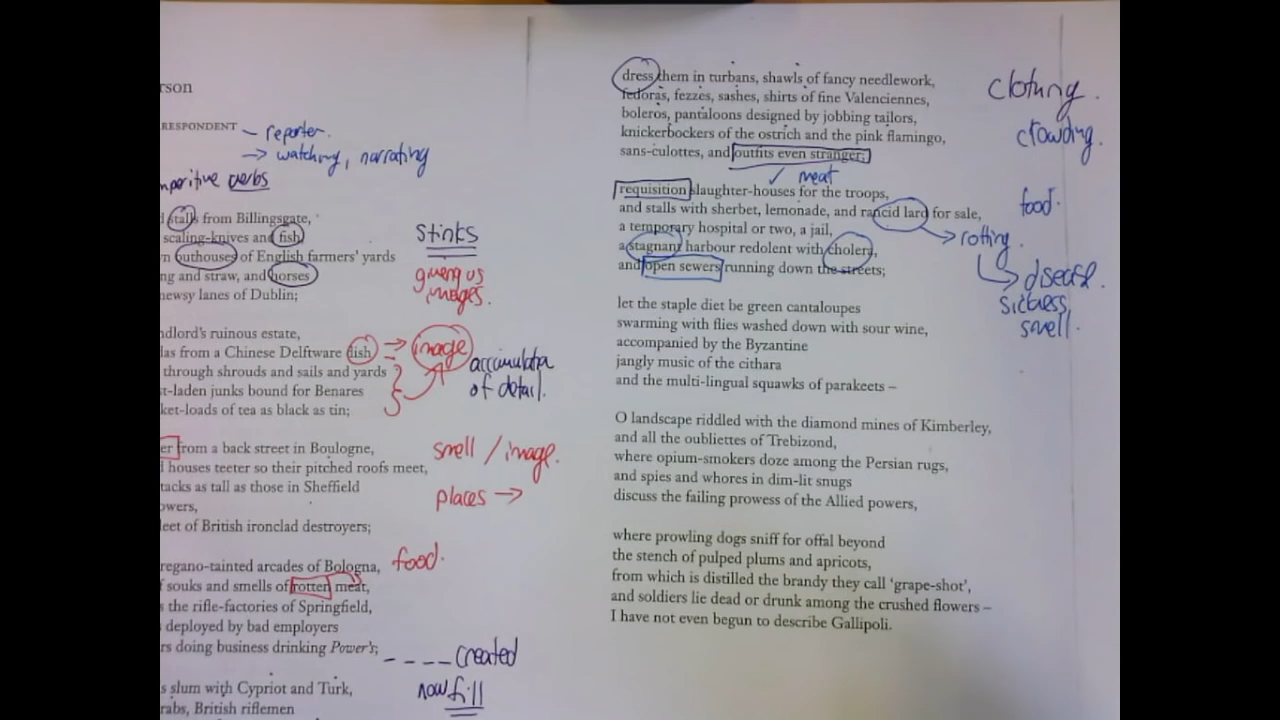 rson
RESPONDENT – reporter.
→ watching, narrating
verbs
stalls from Billingsgate,
scaling-knives and fish
outhouses of English farmers' yards
ng and straw, and horses
newsy lanes of Dublin;
Stinks
giving us
images.
ndlord's ruinous estate,
las from a Chinese Delftware dish → image
through shrouds and sails and yards
t-laden junks bound for Benares
ket-loads of tea as black as tin;
of detail.
er from a back street in Boulogne,
houses teeter so their pitched roofs meet,
tacks as tall as those in Sheffield
owers,
leet of British ironclad destroyers;
smell / image.
places →
regano-tainted arcades of Bologna,
souks and smells of rotten meat,
the rifle-factories of Springfield,
deployed by bad employers
rs doing business drinking Power's;
food.
– – – – created
now fill
s slum with Cypriot and Turk,
rabs, British riflemen
dress them in turbans, shawls of fancy needlework,
fedoras, fezzes, sashes, shirts of fine Valenciennes,
boleros, pantaloons designed by jobbing tailors,
knickerbockers of the ostrich and the pink flamingo,
sans-culottes, and outfits even stranger;
clothing.
crowding.
meat
requisition slaughter-houses for the troops,
and stalls with sherbet, lemonade, and rancid lard for sale,
a temporary hospital or two, a jail,
a stagnant harbour redolent with cholera,
and open sewers running down the streets;
food.
rotting.
disease.
smell.
let the staple diet be green cantaloupes
swarming with flies washed down with sour wine,
accompanied by the Byzantine
jangly music of the cithara
and the multi-lingual squawks of parakeets –
O landscape riddled with the diamond mines of Kimberley,
and all the oubliettes of Trebizond,
where opium-smokers doze among the Persian rugs,
and spies and whores in dim-lit snugs
discuss the failing prowess of the Allied powers,
where prowling dogs sniff for offal beyond
the stench of pulped plums and apricots,
from which is distilled the brandy they call 'grape-shot',
and soldiers lie dead or drunk among the crushed flowers –
I have not even begun to describe Gallipoli.